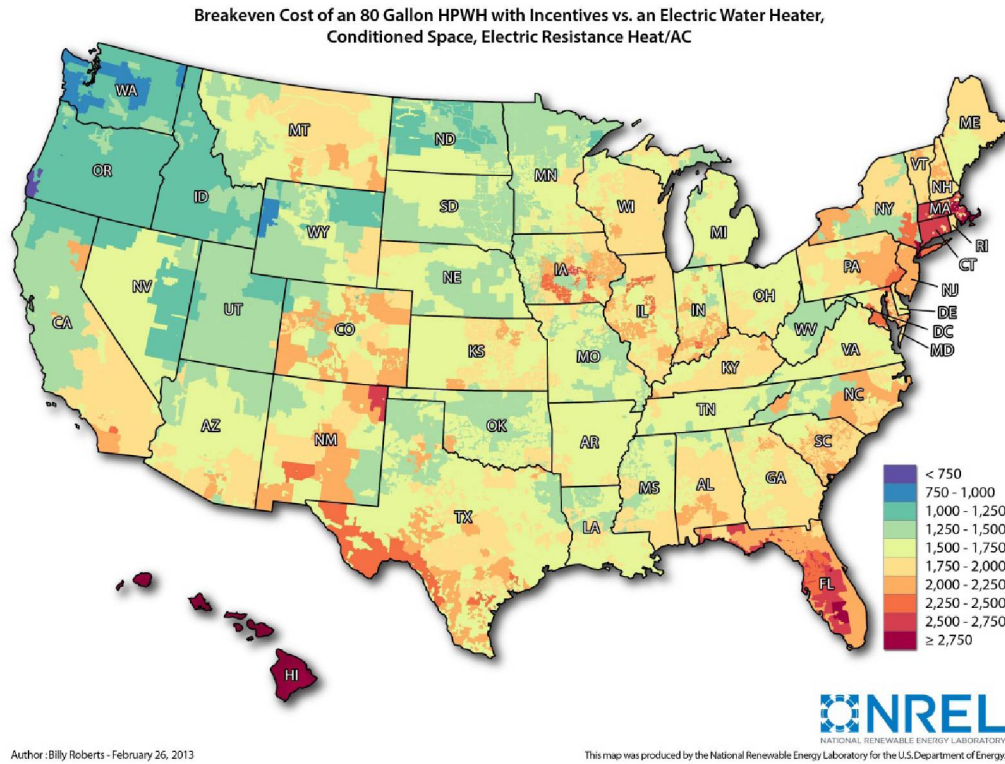 Breakeven Cost of an 80 Gallon HPWH with Incentives vs. an Electric Water Heater,
Conditioned Space, Electric Resistance Heat/AC
WA
MT
ND
MN
ME
OR
ID
SD
WI
MI
VT
NH
NY
MA
RI
CT
WY
NE
IA
PA
NJ
NV
UT
CO
IL
IN
OH
DE
DC
MD
CA
KS
MO
WV
VA
KY
AZ
NM
OK
AR
TN
NC
SC
TX
LA
MS
AL
GA
FL
HI
< 750
750 - 1,000
1,000 - 1,250
1,250 - 1,500
1,500 - 1,750
1,750 - 2,000
2,000 - 2,250
2,250 - 2,500
2,500 - 2,750
≥ 2,750
NREL
NATIONAL RENEWABLE ENERGY LABORATORY
Author : Billy Roberts - February 26, 2013
This map was produced by the National Renewable Energy Laboratory for the U.S. Department of Energy